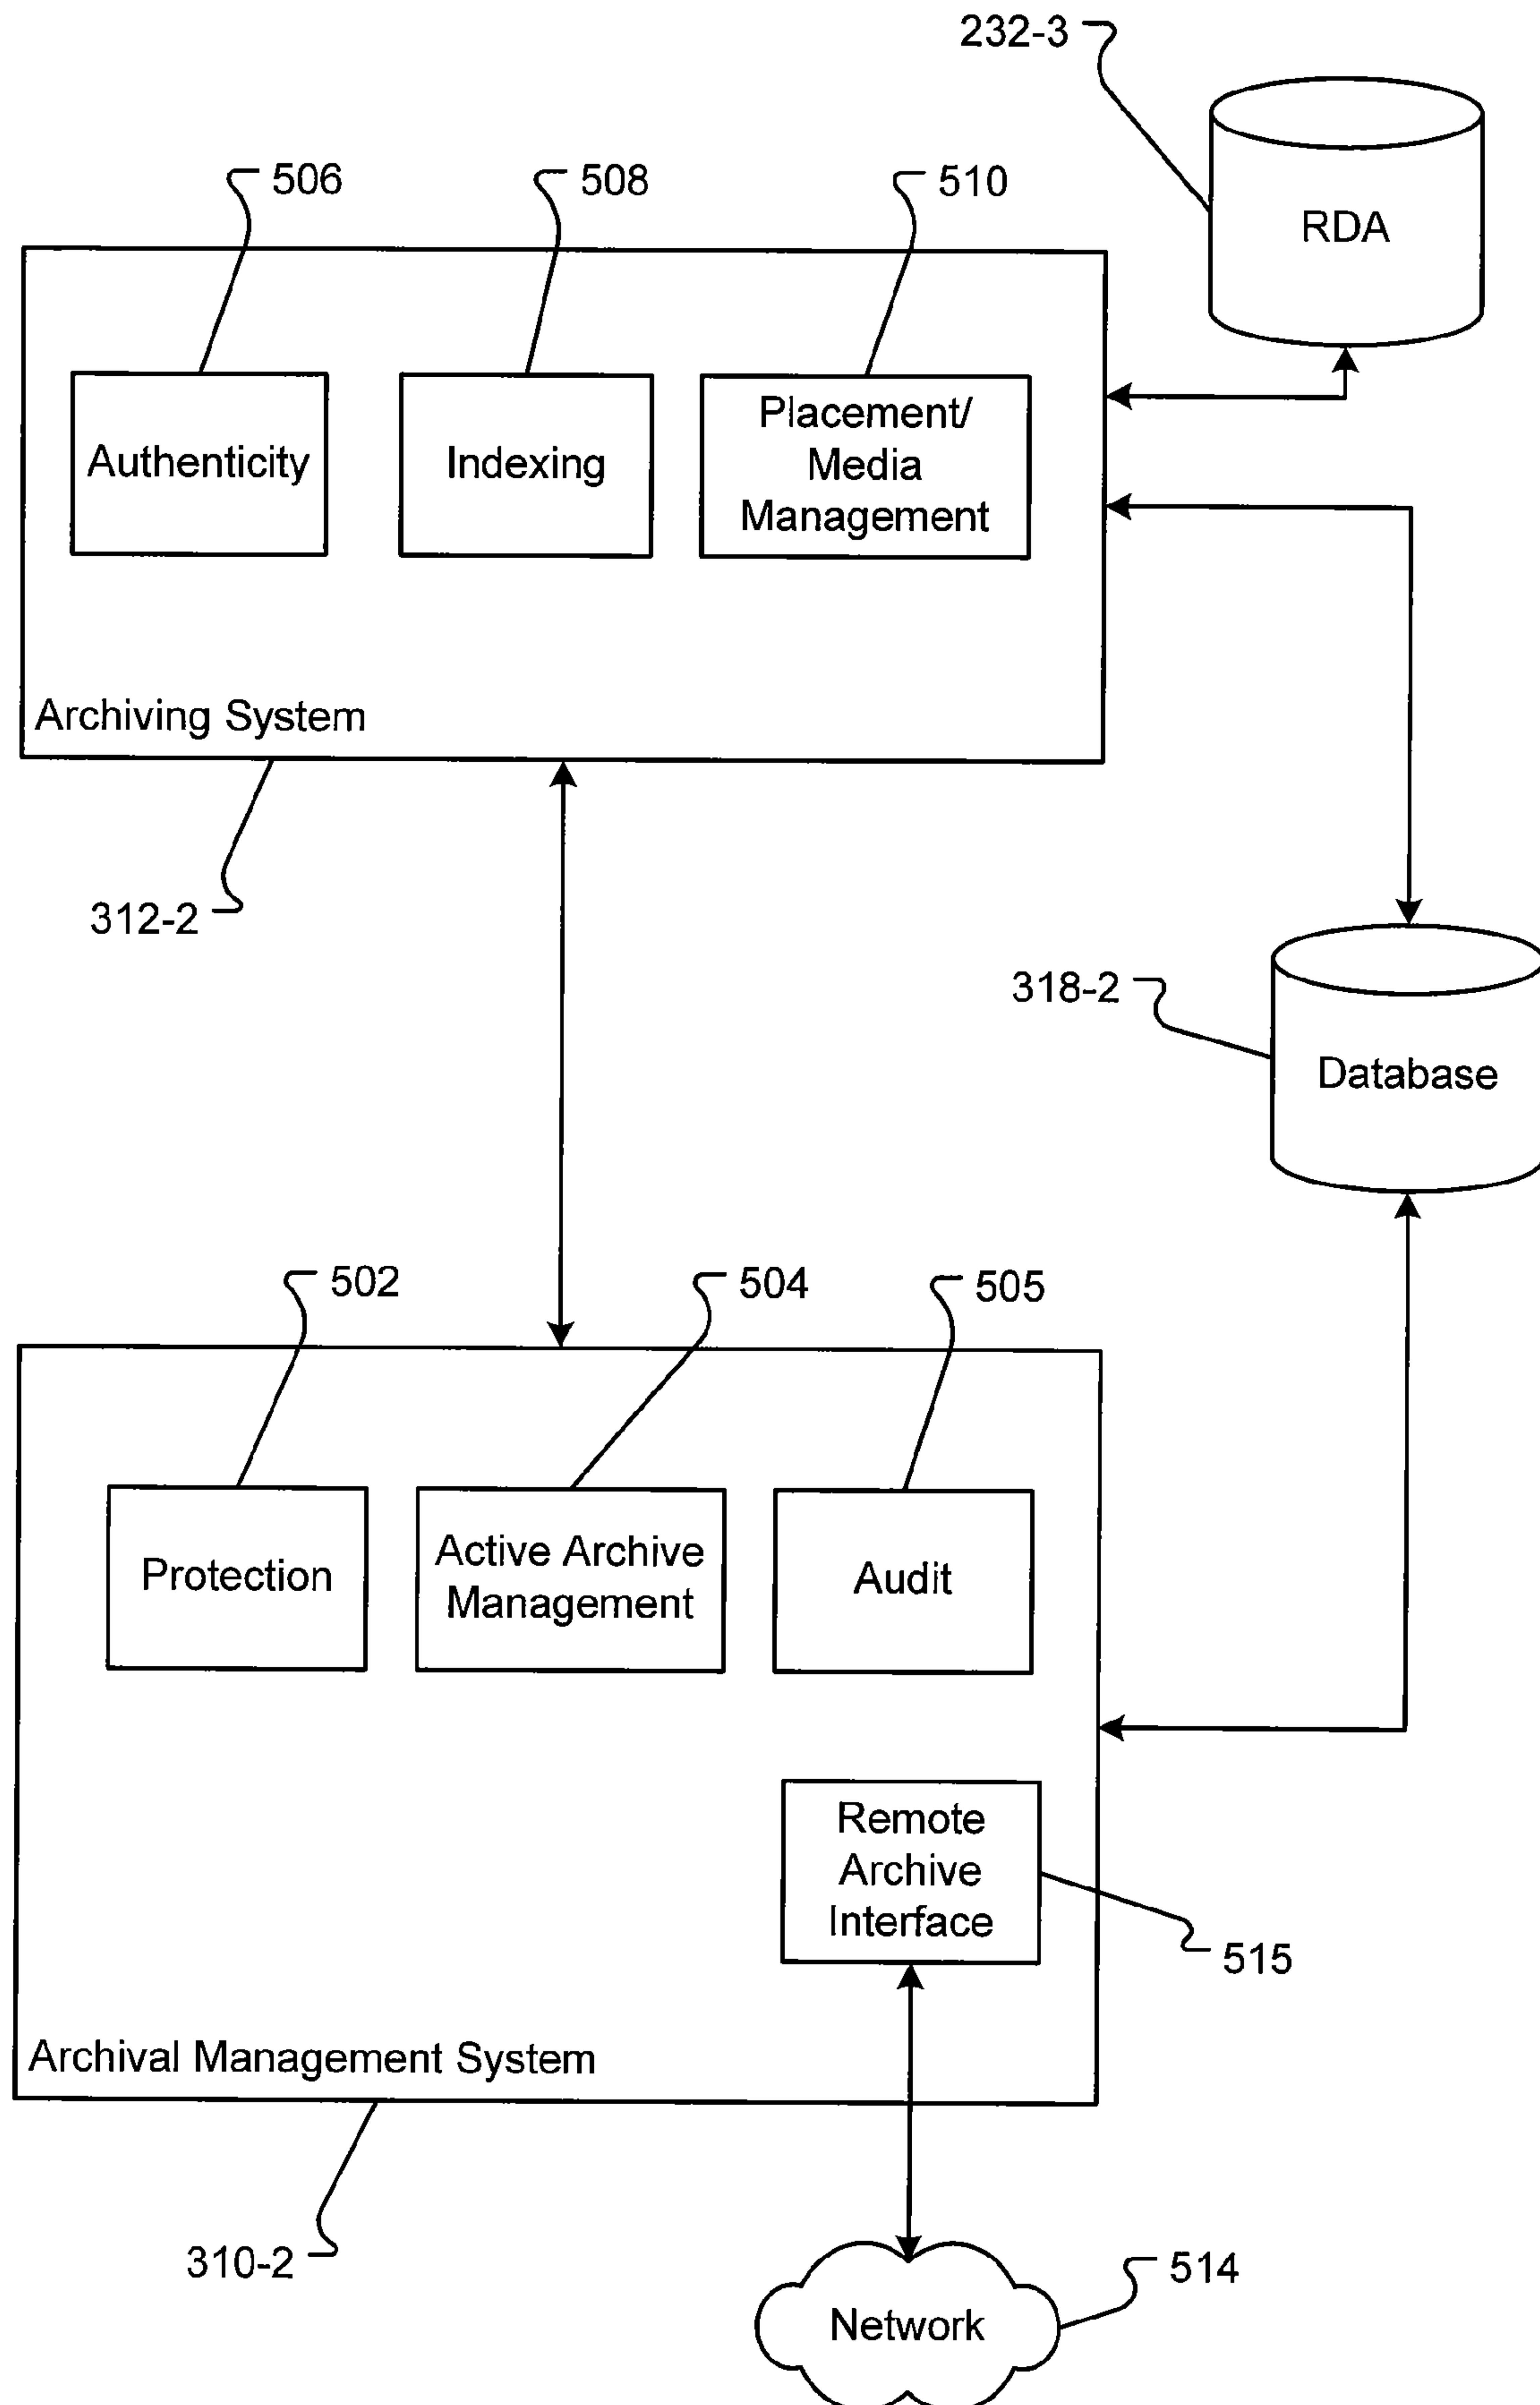 232-3
RDA
506
508
510
Authenticity
Indexing
Placement/
Media
Management
Archiving System
312-2
318-2
Database
502
504
505
Protection
Active Archive
Management
Audit
Remote
Archive
Interface
515
Archival Management System
310-2
514
Network